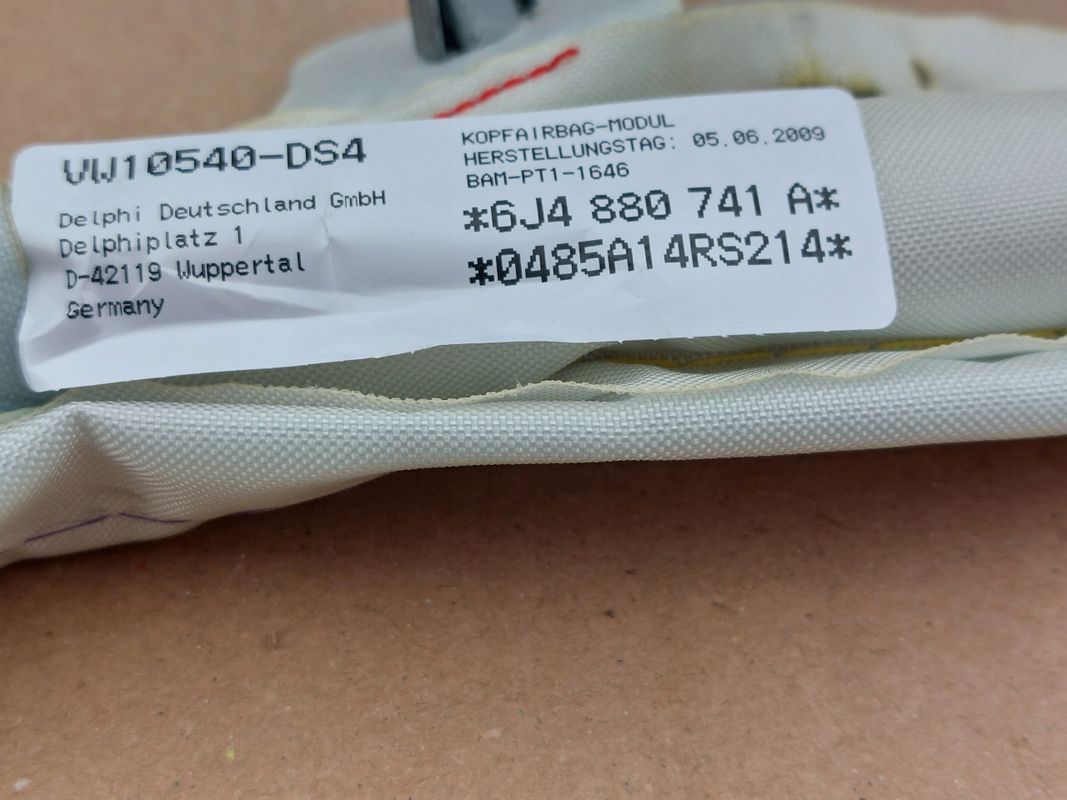 VW10540-DS4
Delphi Deutschland GmbH
Delphiplatz 1
D-42119 Wuppertal
Germany
KOPFAIRBAG-MODUL
HERSTELLUNGSTAG: 05.06.2009
BAM-PT1-1646
*6J4 880 741 A*
*0485A14RS214*